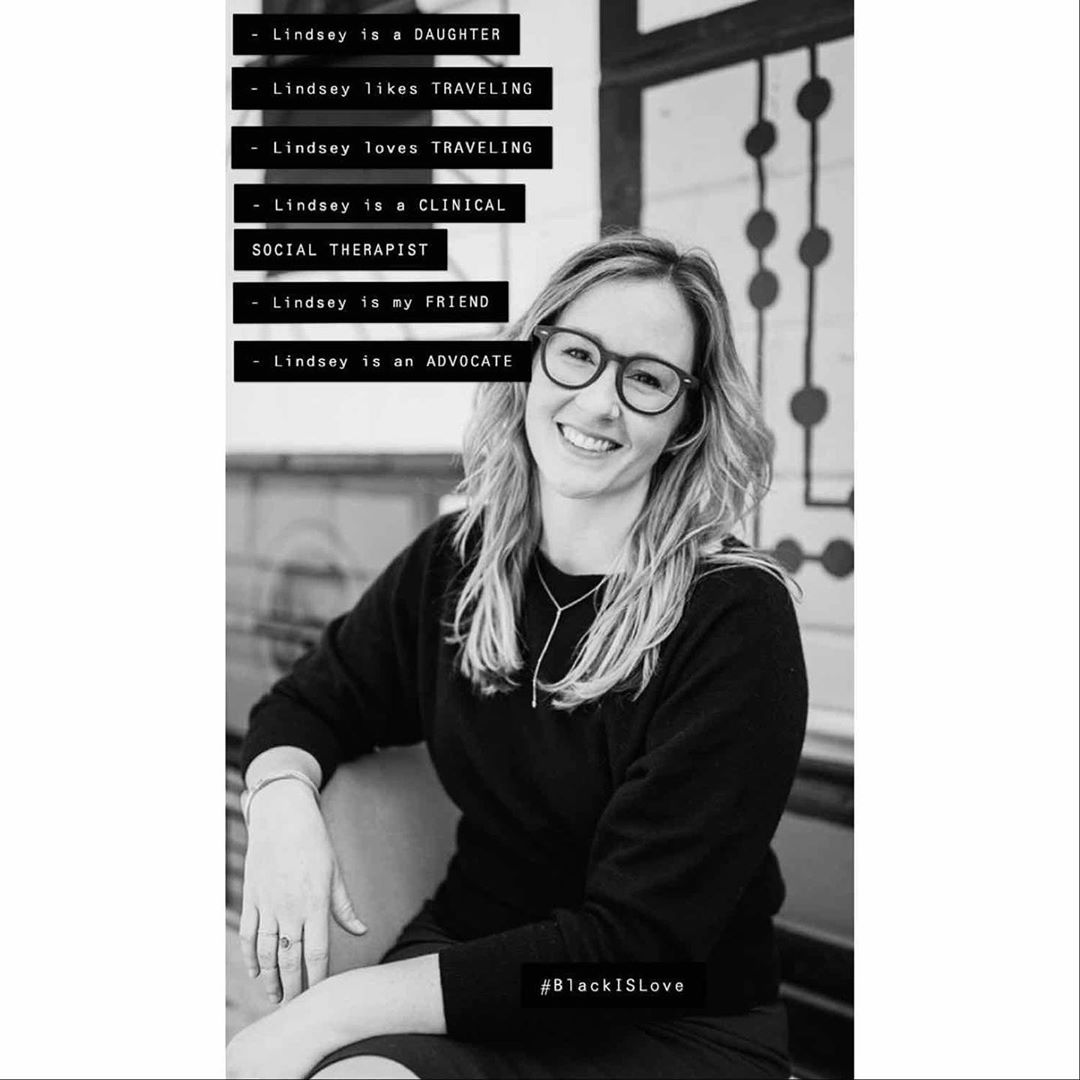 - Lindsey is a DAUGHTER
- Lindsey likes TRAVELING
- Lindsey loves TRAVELING
- Lindsey is a CLINICAL
SOCIAL THERAPIST
- Lindsey is my FRIEND
- Lindsey is an ADVOCATE
#BlackISLove